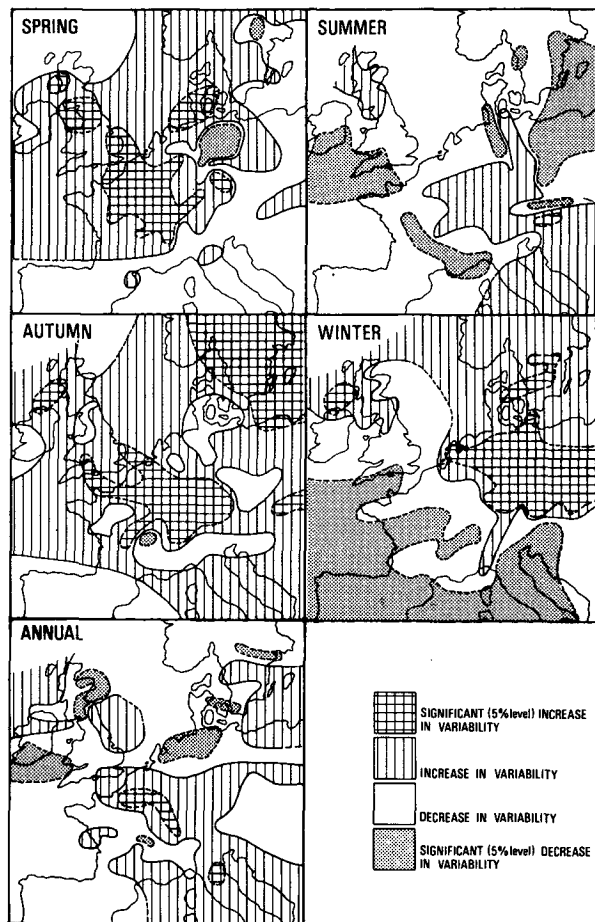 SPRING
SUMMER
AUTUMN
WINTER
ANNUAL
SIGNIFICANT (5% level) INCREASE
IN VARIABILITY
INCREASE IN VARIABILITY
DECREASE IN VARIABILITY
SIGNIFICANT (5% level) DECREASE
IN VARIABILITY